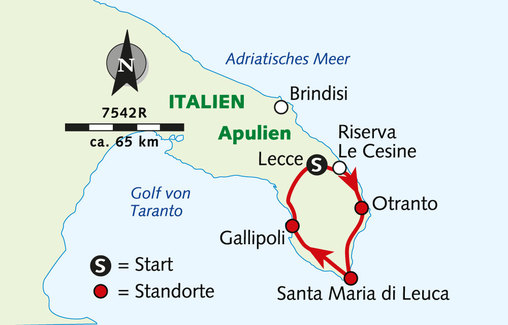 N
Adriatisches Meer
7542R
ca. 65 km
ITALIEN
Apulien
Brindisi
Riserva
Le Cesine
Lecce
S
Otranto
Golf von
Taranto
Gallipoli
Santa Maria di Leuca
S = Start
= Standorte